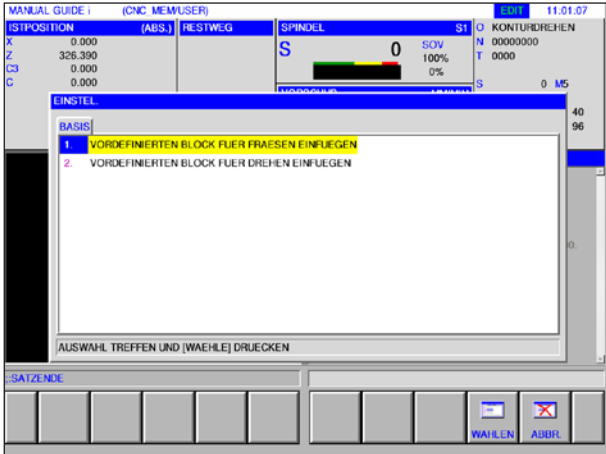 MANUAL GUIDE i (CNC_MEM/USER) EDIT 11:01:07
ISTPOSITION (ABS.) RESTWEG SPINDEL S1 O KONTURDREHEN
X 0.000 S 0 SOV N 00000000
Z 326.390 100% T 0000
C3 0.000 0%
C 0.000 S 0 M5
EINSTEL.
40
BASIS 96
1. VORDEFINIERTEN BLOCK FUER FRAESEN EINFUEGEN
2. VORDEFINIERTEN BLOCK FUER DREHEN EINFUEGEN
0.
AUSWAHL TREFFEN UND [WAEHLE] DRUECKEN
;:SATZENDE
WAHLEN ABBR.